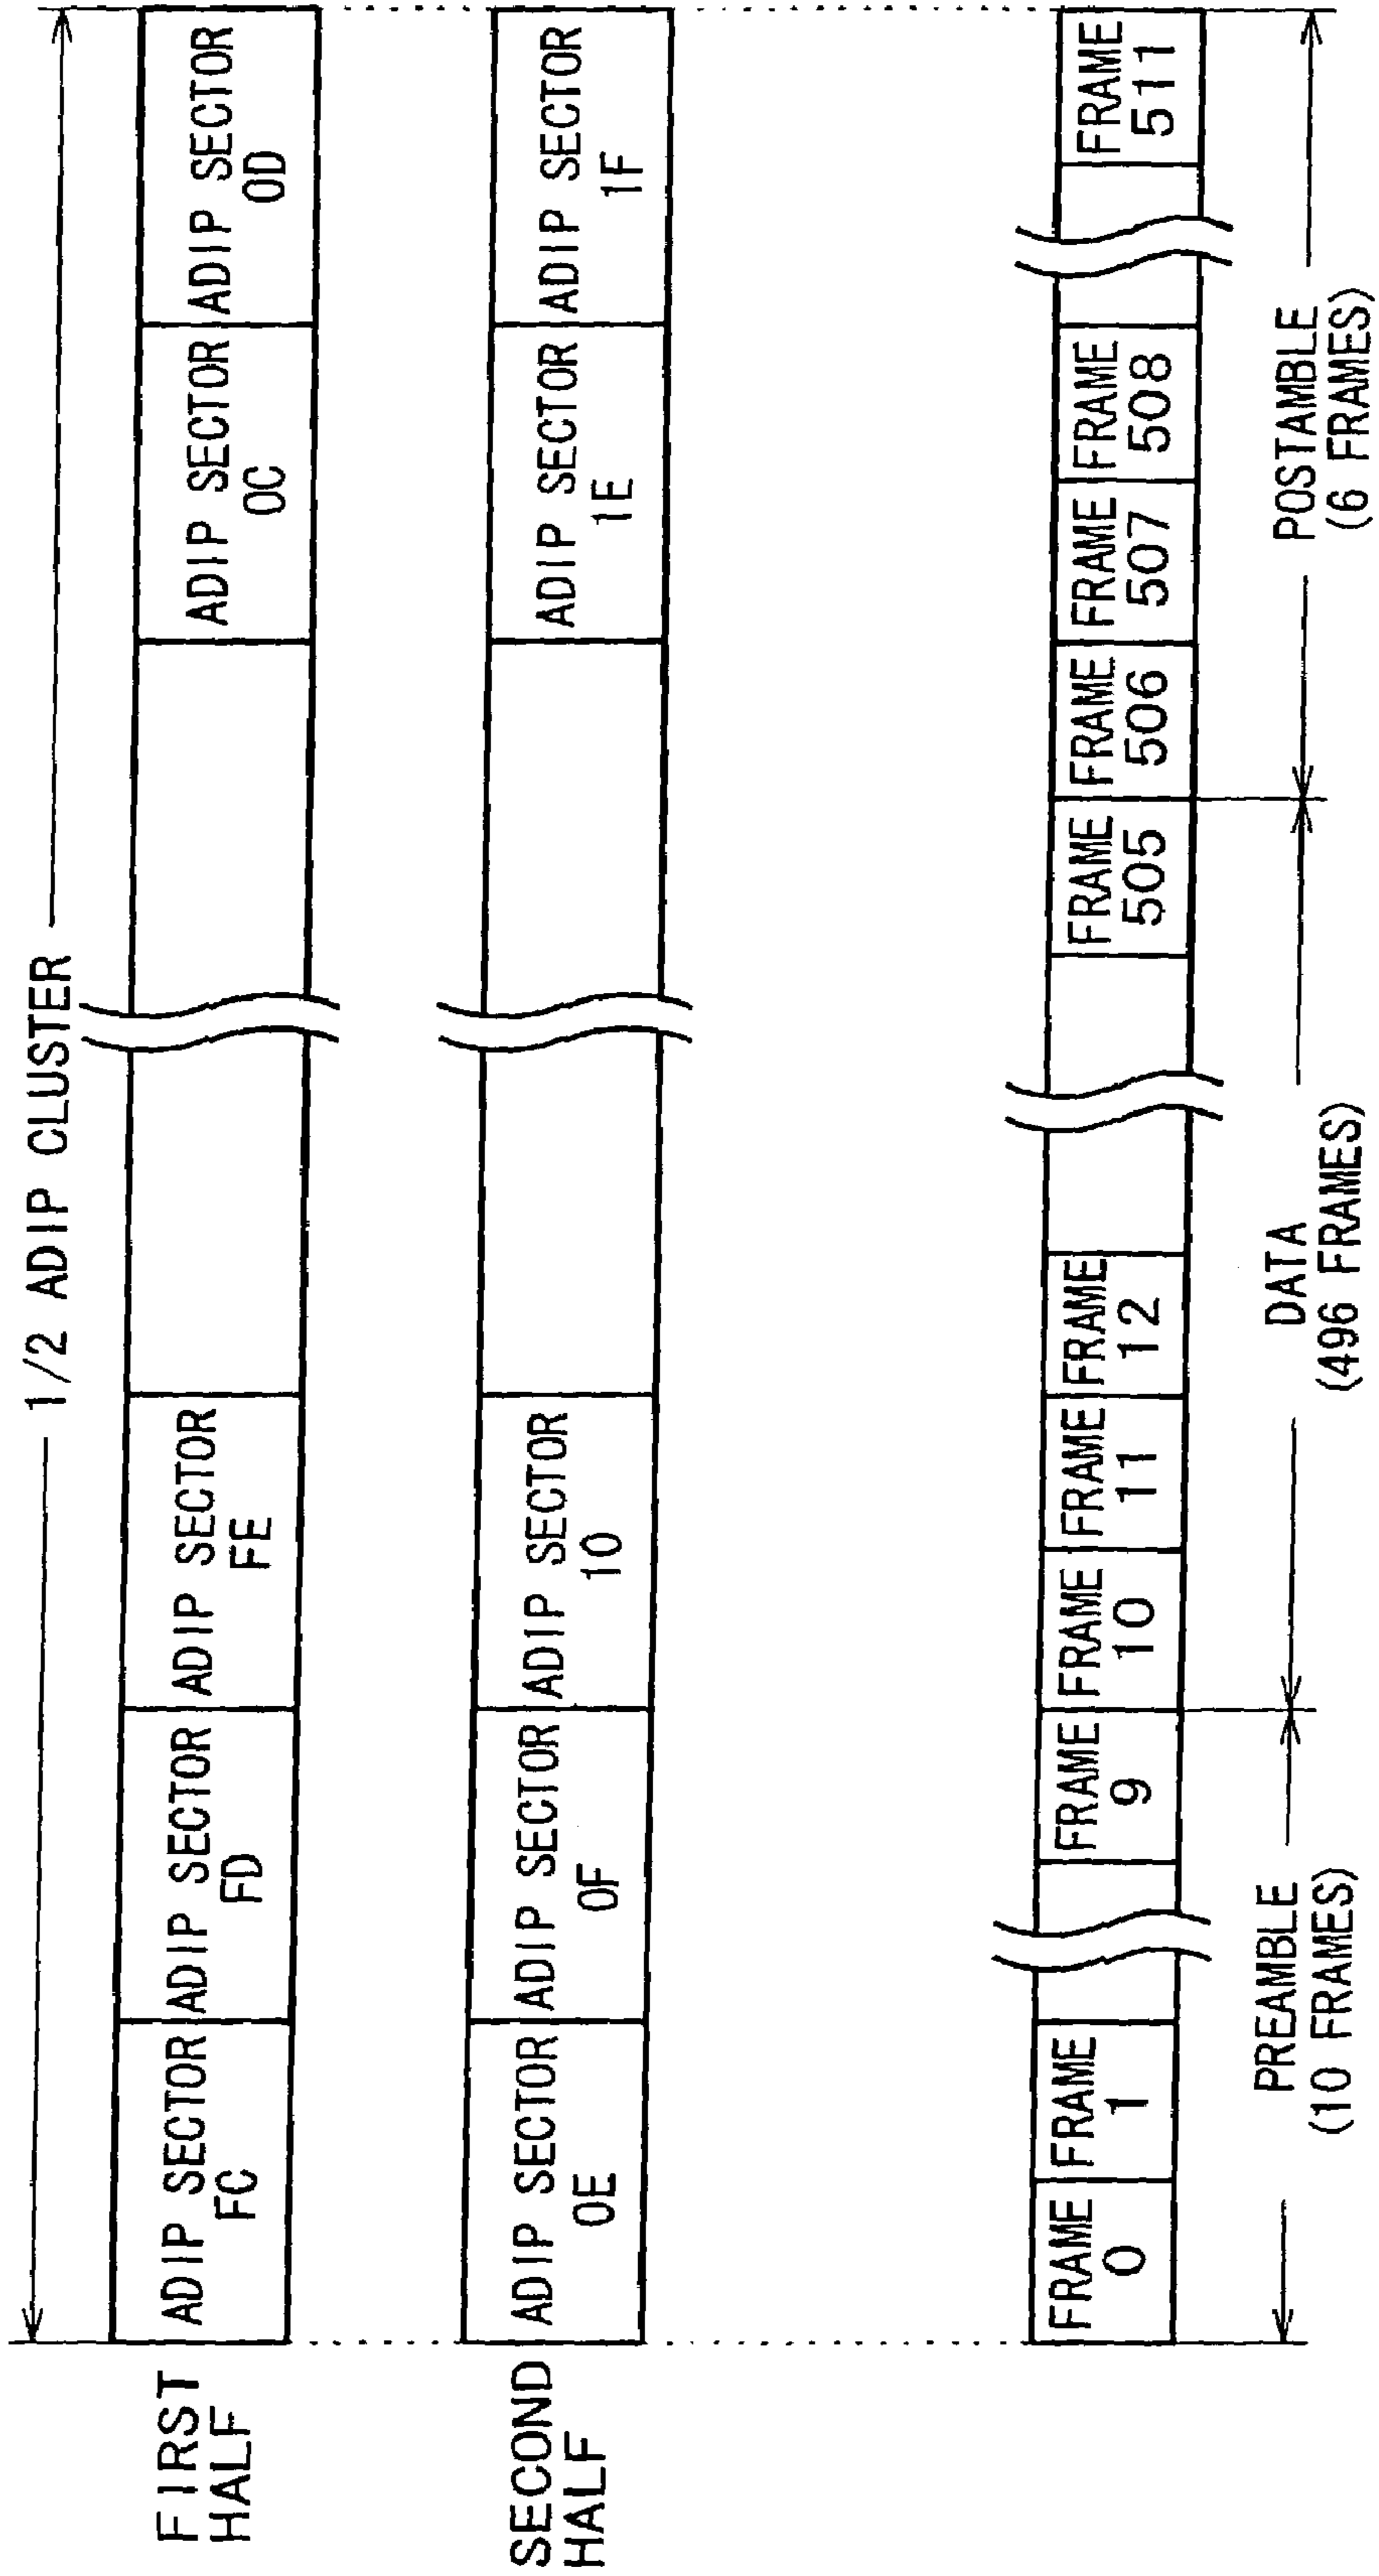 1/2 ADIP CLUSTER
FIRST
HALF
ADIP SECTOR
FC
ADIP SECTOR
FD
ADIP SECTOR
FE
ADIP SECTOR
0C
ADIP SECTOR
0D
SECOND
HALF
ADIP SECTOR
0E
ADIP SECTOR
0F
ADIP SECTOR
10
ADIP SECTOR
1E
ADIP SECTOR
1F
FRAME
0
FRAME
1
FRAME
9
FRAME
10
FRAME
11
FRAME
12
FRAME
505
FRAME
506
FRAME
507
FRAME
508
FRAME
511
PREAMBLE
(10 FRAMES)
DATA
(496 FRAMES)
POSTAMBLE
(6 FRAMES)